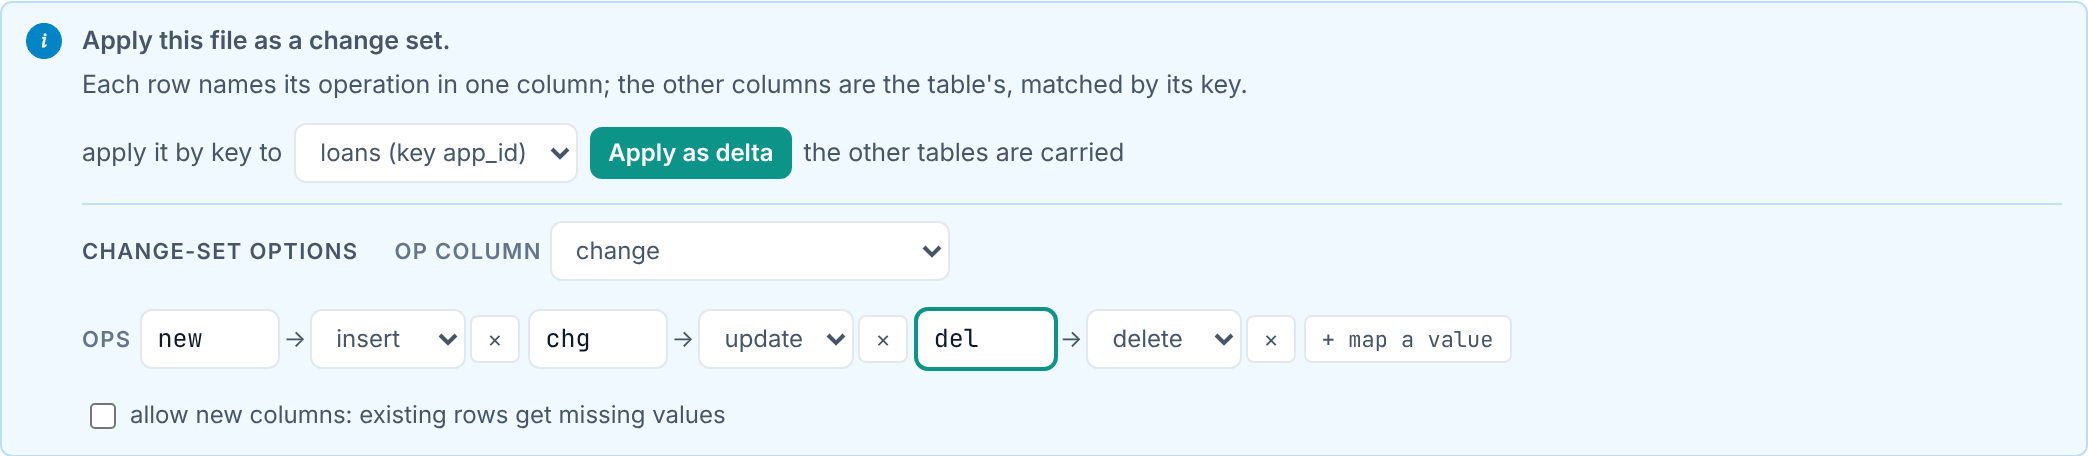 i Apply this file as a change set.
Each row names its operation in one column; the other columns are the table's, matched by its key.
apply it by key to loans (key app_id) Apply as delta the other tables are carried
CHANGE-SET OPTIONS OP COLUMN change
OPS new → insert × chg → update × del → delete × + map a value
allow new columns: existing rows get missing values